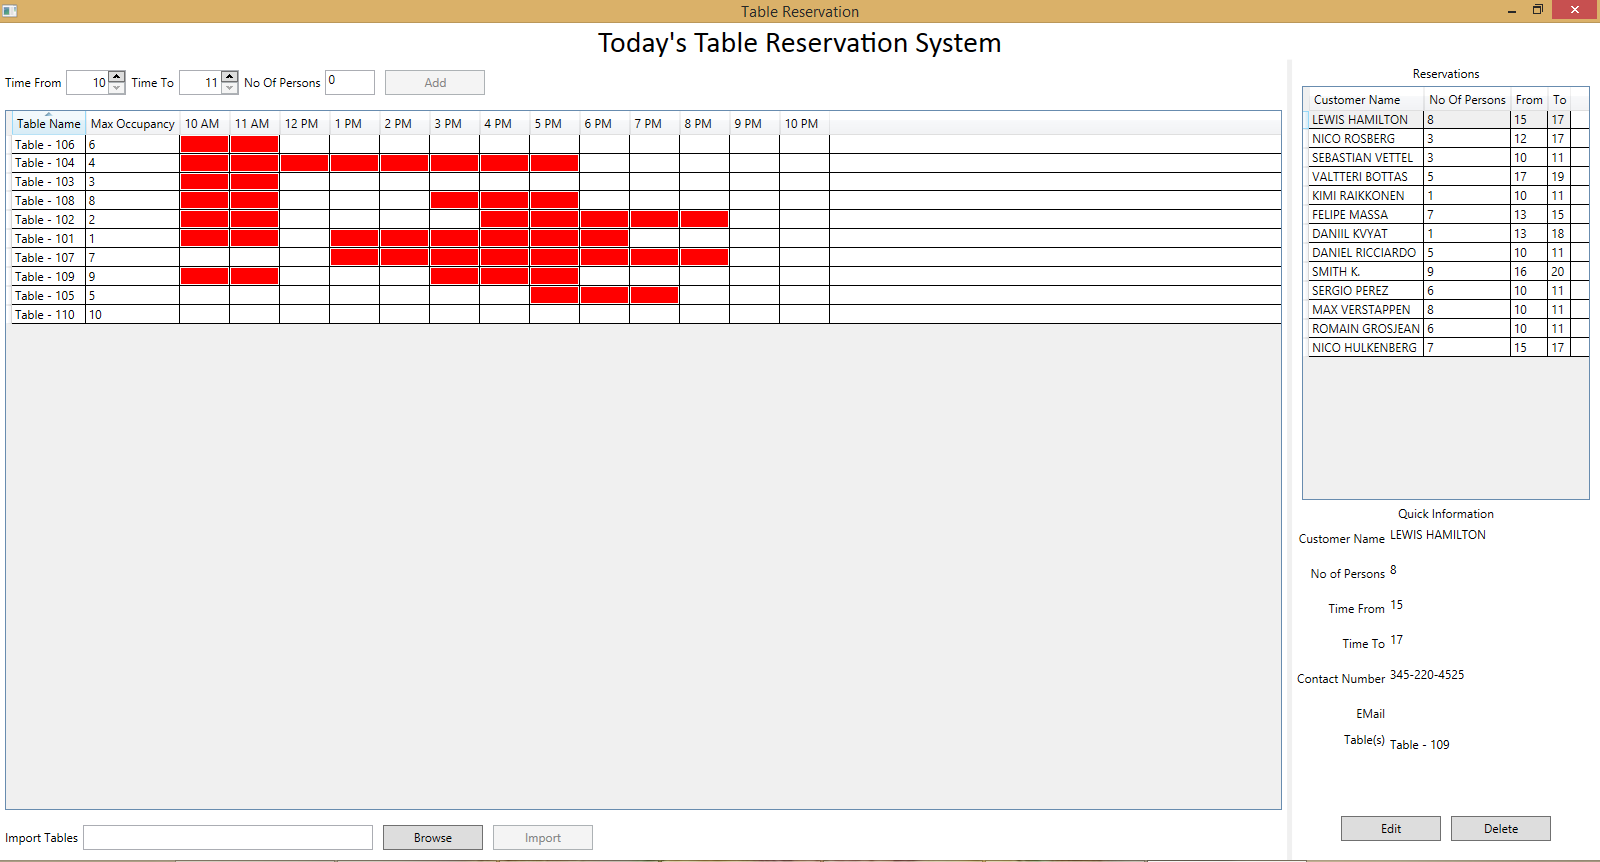 Table Reservation
Today's Table Reservation System
Time From 10 Time To 11 No Of Persons 0 Add
Table Name Max Occupancy 10 AM 11 AM 12 PM 1 PM 2 PM 3 PM 4 PM 5 PM 6 PM 7 PM 8 PM 9 PM 10 PM
Table - 106 6
Table - 104 4
Table - 103 3
Table - 108 8
Table - 102 2
Table - 101 1
Table - 107 7
Table - 109 9
Table - 105 5
Table - 110 10
Import Tables Browse Import
Reservations
Customer Name No Of Persons From To
LEWIS HAMILTON 8 15 17
NICO ROSBERG 3 12 17
SEBASTIAN VETTEL 3 10 11
VALTTERI BOTTAS 5 17 19
KIMI RAIKKONEN 1 10 11
FELIPE MASSA 7 13 15
DANIIL KVYAT 1 13 18
DANIEL RICCIARDO 5 10 11
SMITH K. 9 16 20
SERGIO PEREZ 6 10 11
MAX VERSTAPPEN 8 10 11
ROMAIN GROSJEAN 6 10 11
NICO HULKENBERG 7 15 17
Quick Information
Customer Name LEWIS HAMILTON
No of Persons 8
Time From 15
Time To 17
Contact Number 345-220-4525
EMail
Table(s) Table - 109
Edit Delete